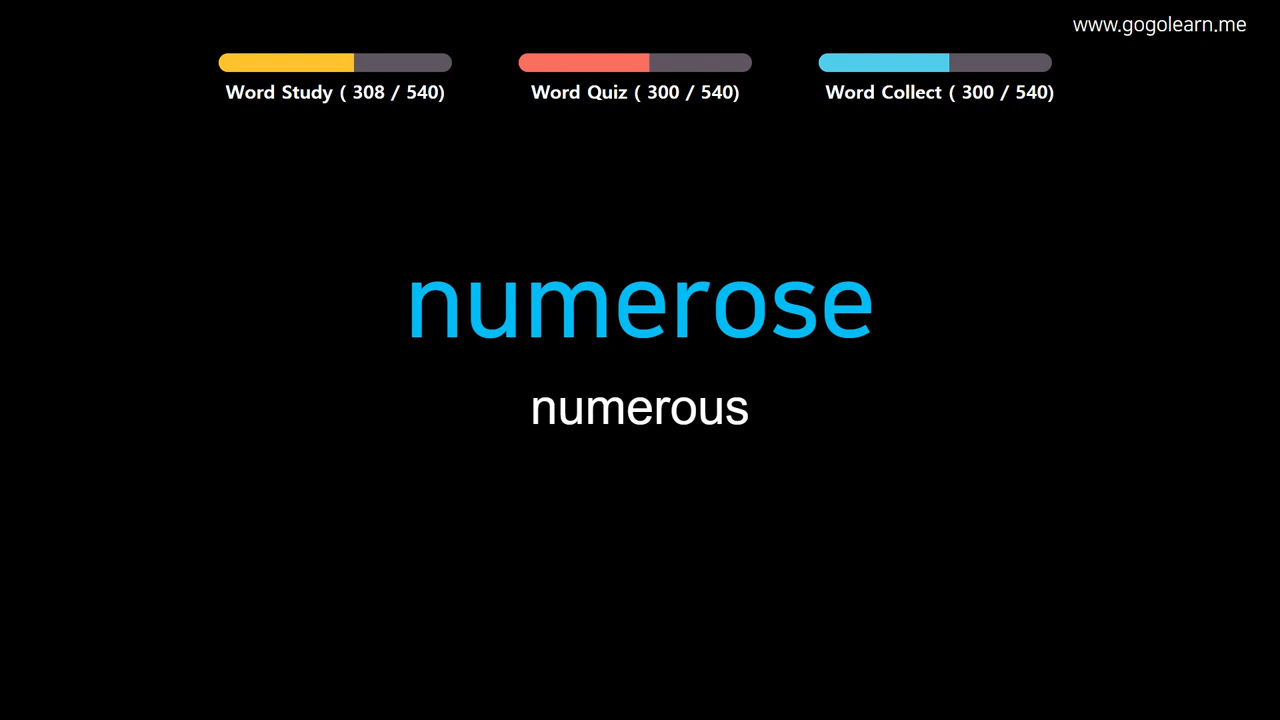 www.gogolearn.me
Word Study ( 308 / 540)
Word Quiz ( 300 / 540)
Word Collect ( 300 / 540)
numerose
numerous